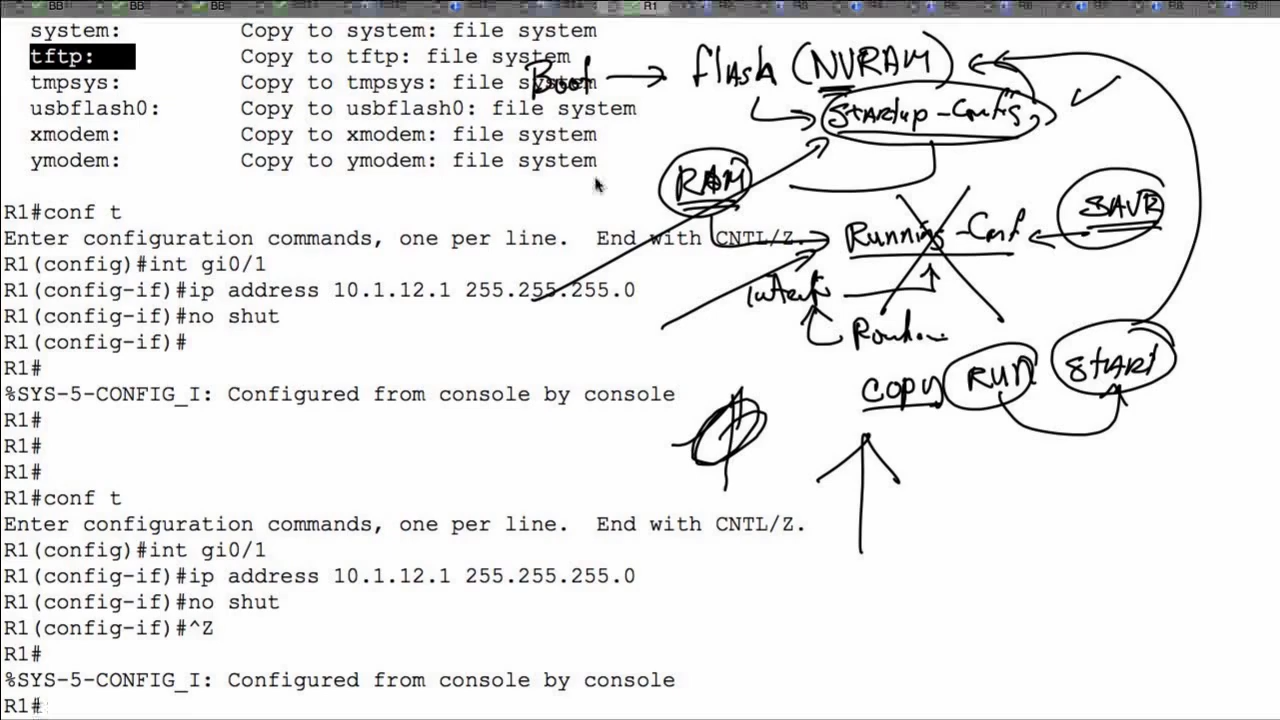 R1
system: Copy to system: file system
tftp: Copy to tftp: file system
tmpsys: Copy to tmpsys: file system
usbflash0: Copy to usbflash0: file system
xmodem: Copy to xmodem: file system
ymodem: Copy to ymodem: file system
R1#conf t
Enter configuration commands, one per line. End with CNTL/Z.
R1(config)#int gi0/1
R1(config-if)#ip address 10.1.12.1 255.255.255.0
R1(config-if)#no shut
R1(config-if)#
R1#
%SYS-5-CONFIG_I: Configured from console by console
R1#
R1#
R1#
R1#conf t
Enter configuration commands, one per line. End with CNTL/Z.
R1(config)#int gi0/1
R1(config-if)#ip address 10.1.12.1 255.255.255.0
R1(config-if)#no shut
R1(config-if)#^Z
R1#
%SYS-5-CONFIG_I: Configured from console by console
R1#
Boot → flash (NVRAM)
Startup-Config
RAM
Running-Conf
SAVE
copy RUN START